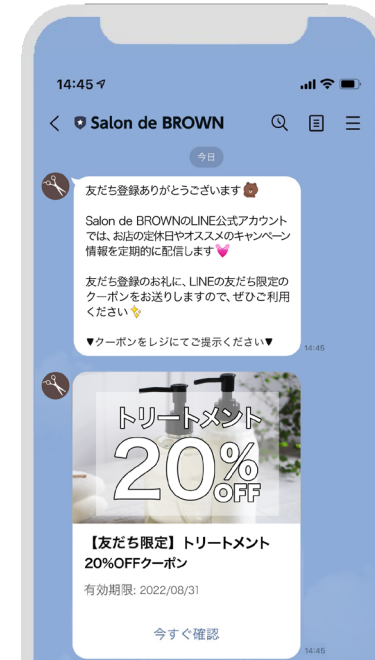 14:45
Salon de BROWN
今日
友だち登録ありがとうございます
Salon de BROWNのLINE公式アカウント
では、お店の定休日やオススメのキャンペーン
情報を定期的に配信します
友だち登録のお礼に、LINEの友だち限定の
クーポンをお送りしますので、ぜひご利用
ください
▼クーポンをレジにてご提示ください▼
14:45
トリートメント
20%
OFF
【友だち限定】トリートメント
20%OFFクーポン
有効期限: 2022/08/31
今すぐ確認
14:45